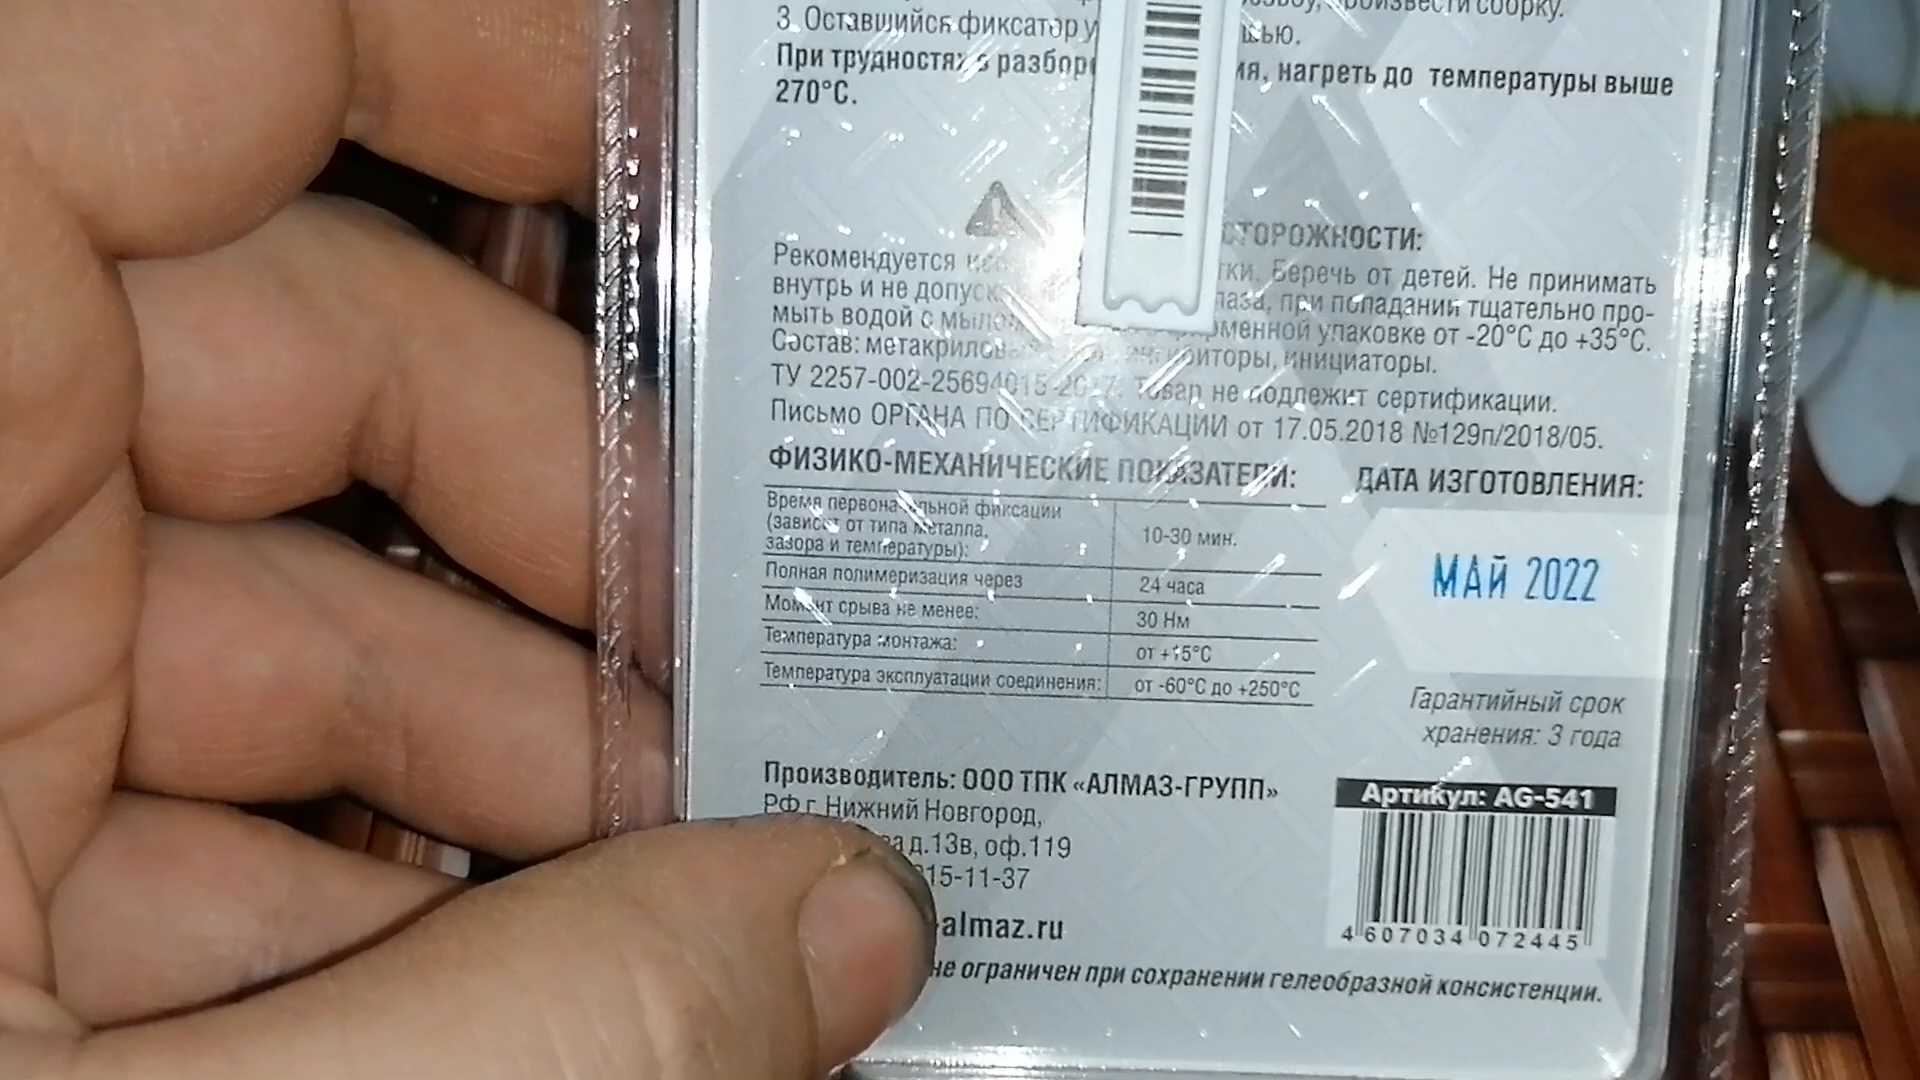 произвести сборку.
3. Оставшийся фиксатор
При трудностях в разборе нагреть до температуры выше
270°C.
СТОРОЖНОСТИ:
Рекомендуется тки. Беречь от детей. Не принимать
внутрь и не допуск лаза, при попадании тщательно про-
мыть водой с мылом рменной упаковке от -20°C до +35°C.
Состав: метакрилов инициаторы.
ТУ 2257-002-25694015-2017. Товар не подлежит сертификации.
Письмо ОРГАНА ПО СЕРТИФИКАЦИИ от 17.05.2018 №129п/2018/05.
ФИЗИКО-МЕХАНИЧЕСКИЕ ПОКАЗАТЕЛИ:
Время первоначальной фиксации
(зависит от типа металла,
зазора и температуры):
10-30 мин.
Полная полимеризация через
24 часа
Момент срыва не менее:
30 Нм
Температура монтажа:
от +15°C
Температура эксплуатации соединения:
от -60°C до +250°C
ДАТА ИЗГОТОВЛЕНИЯ:
МАЙ 2022
Гарантийный срок
хранения: 3 года
Производитель: ООО ТПК «АЛМАЗ-ГРУПП»
РФ г. Нижний Новгород,
д.13в, оф.119
15-11-37
almaz.ru
Артикул: AG-541
4 607034 072445
не ограничен при сохранении гелеобразной консистенции.